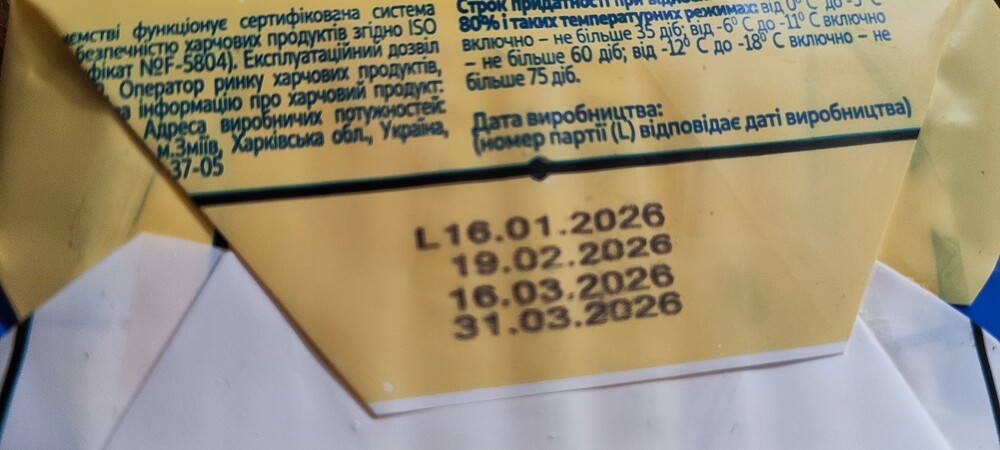 ємстві функціонує сертифікована система
безпечністю харчових продуктів згідно ISO
фікат №F-5804). Експлуатаційний дозвіл
Оператор ринку харчових продуктів,
за інформацію про харчовий продукт:
Адреса виробничих потужностей:
м.Зміїв, Харківська обл., Україна,
37-05
Строк придатності при
80% і таких температурних режимах: від 0° С до -5° С
включно – не більше 35 діб; від -6° С до -11° С включно
– не більше 60 діб; від -12° С до -18° С включно – не
більше 75 діб.
Дата виробництва:
(номер партії (L) відповідає даті виробництва)
L16.01.2026
19.02.2026
16.03.2026
31.03.2026